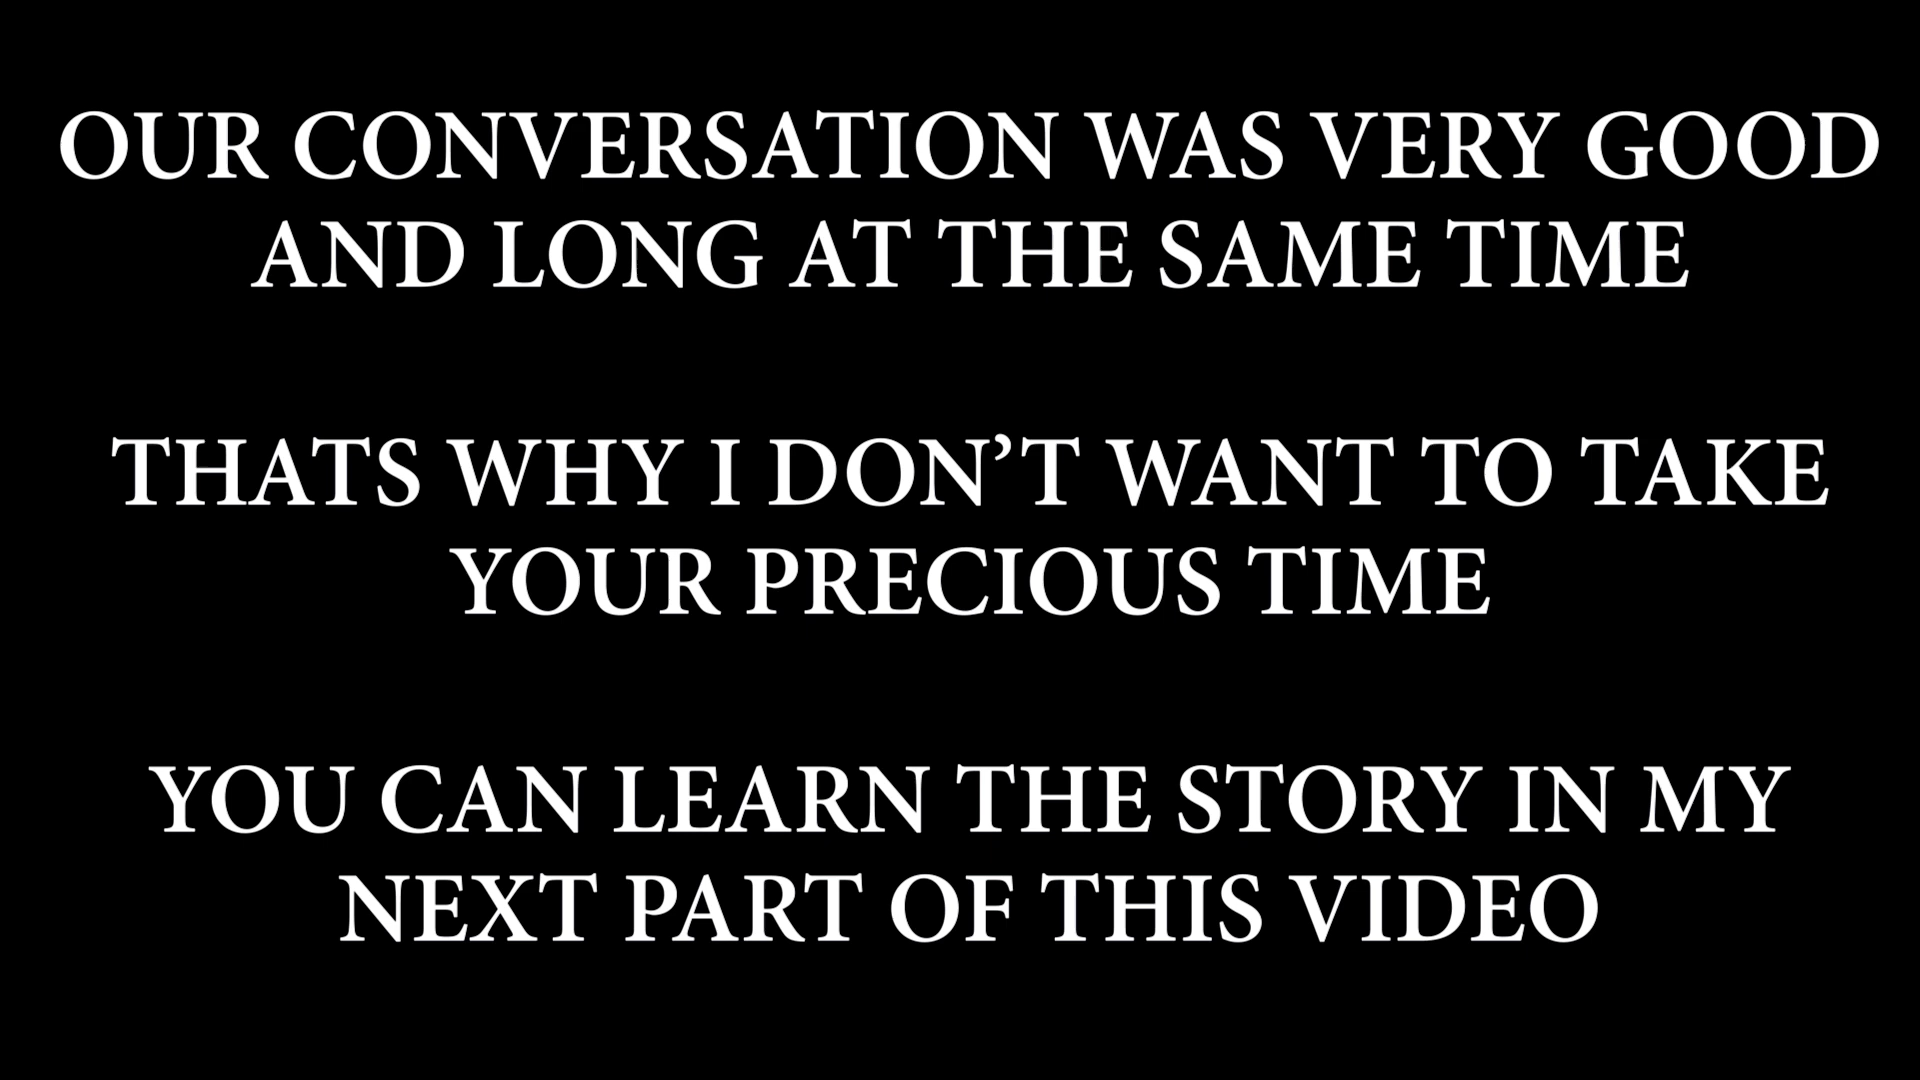 OUR CONVERSATION WAS VERY GOOD
AND LONG AT THE SAME TIME
THATS WHY I DON’T WANT TO TAKE
YOUR PRECIOUS TIME
YOU CAN LEARN THE STORY IN MY
NEXT PART OF THIS VIDEO